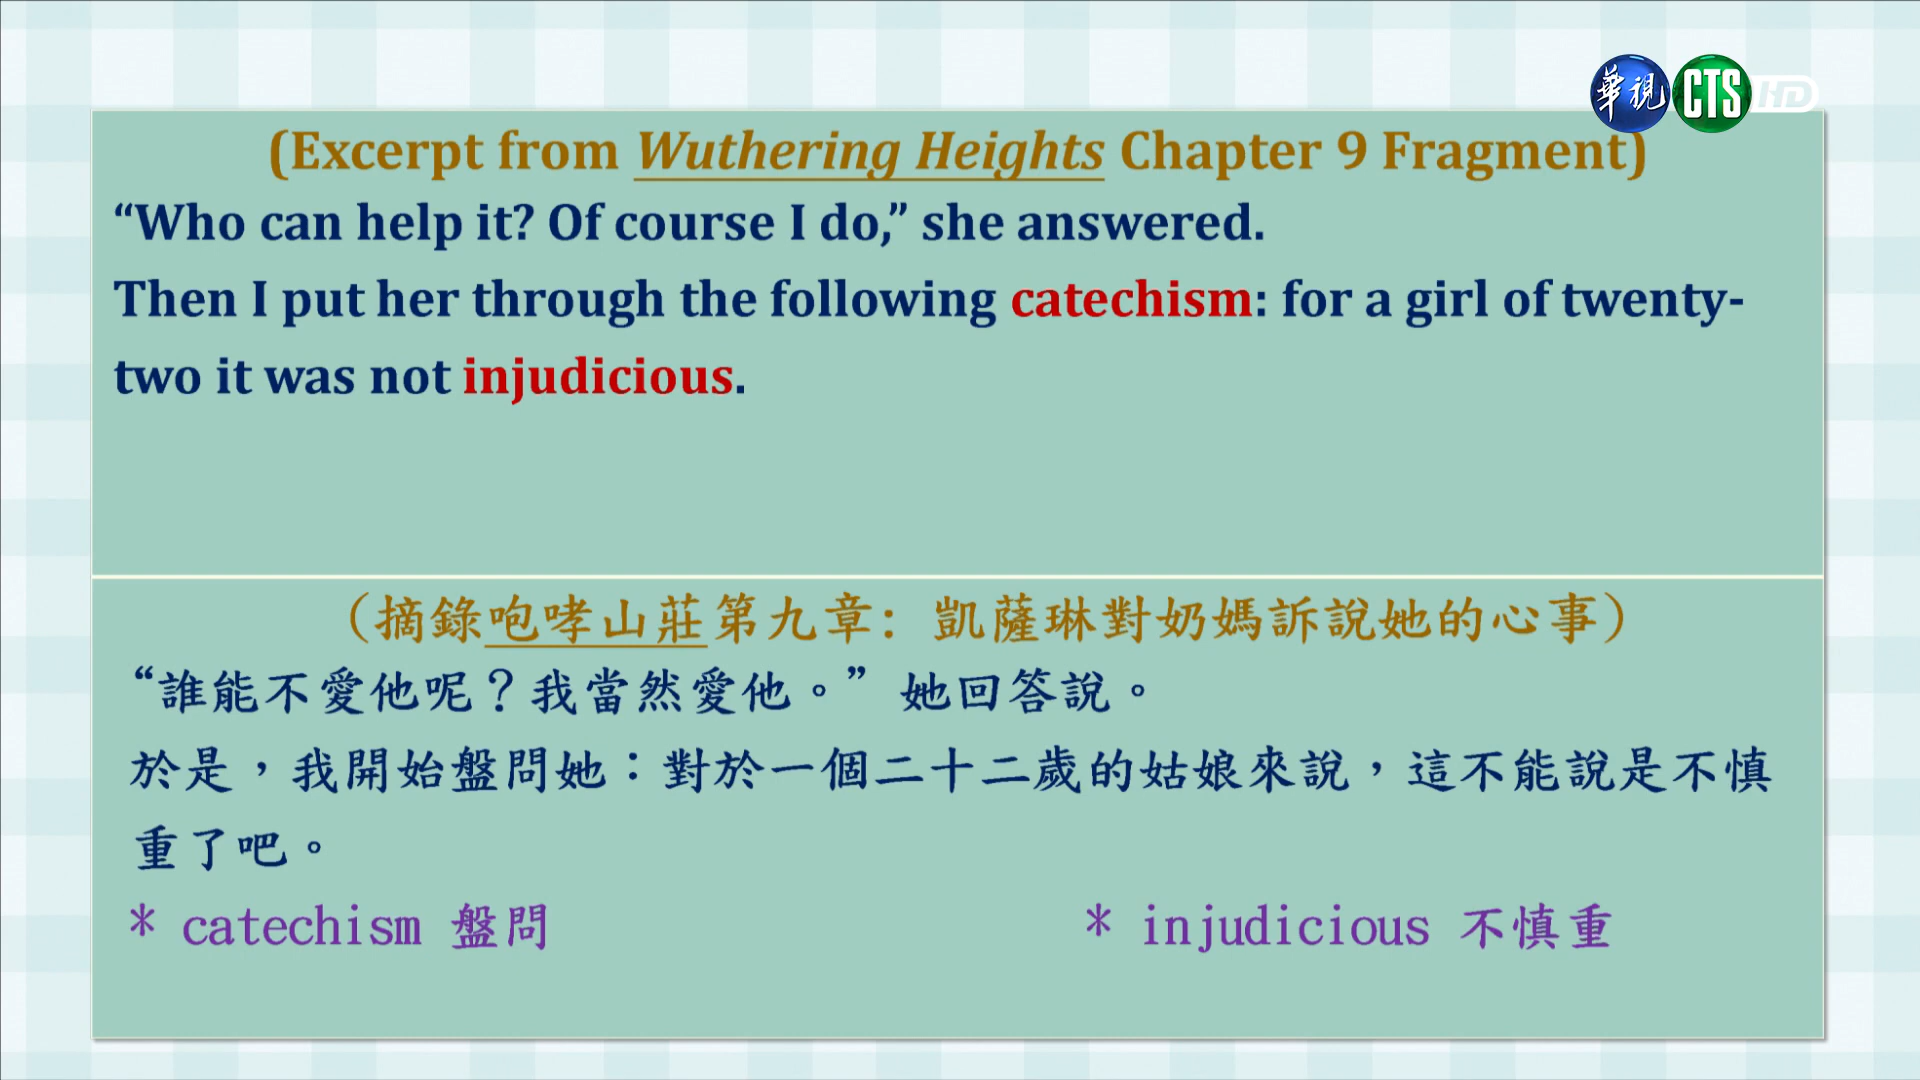 華視 CTS HD
(Excerpt from Wuthering Heights Chapter 9 Fragment)
“Who can help it? Of course I do,” she answered.
Then I put her through the following catechism: for a girl of twenty-
two it was not injudicious.
(摘錄咆哮山莊第九章: 凱薩琳對奶媽訴說她的心事)
“誰能不愛他呢？我當然愛他。”她回答說。
於是，我開始盤問她：對於一個二十二歲的姑娘來說，這不能說是不慎
重了吧。
* catechism 盤問 * injudicious 不慎重